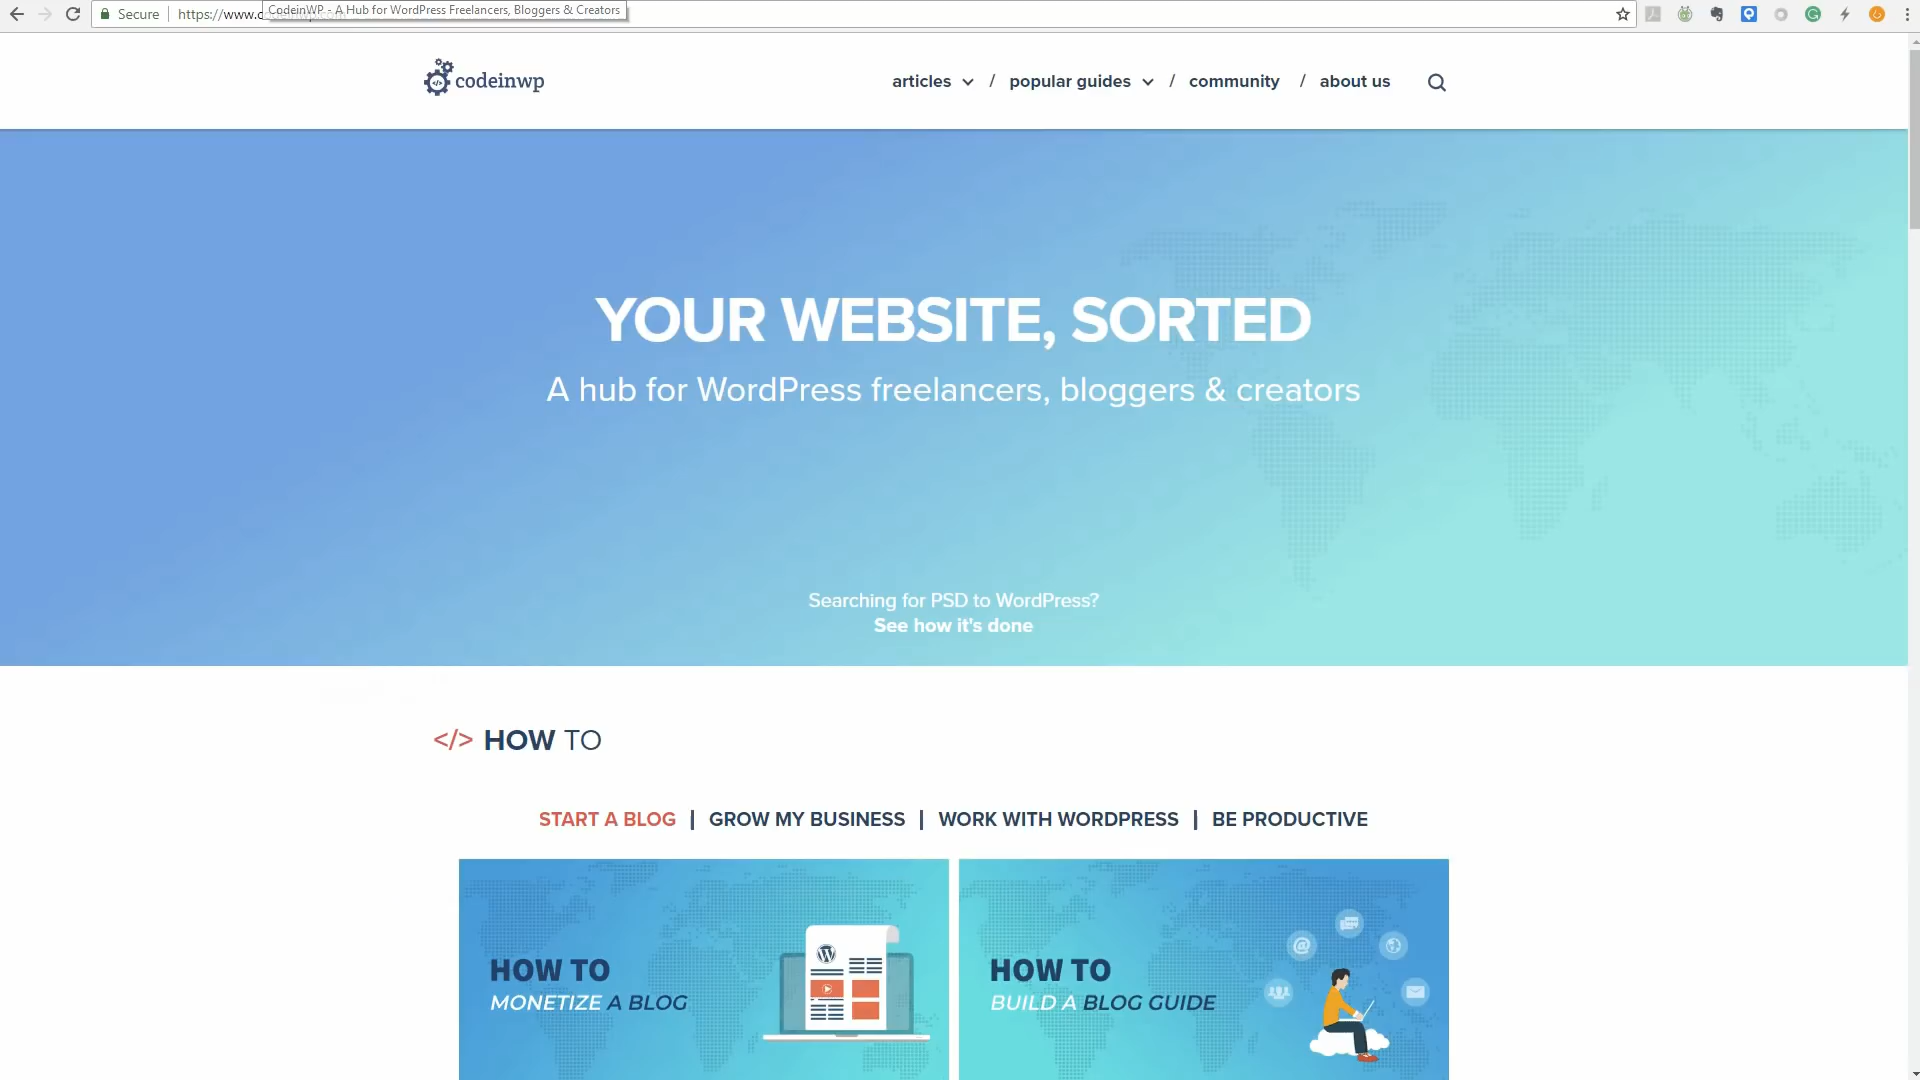 Secure
https://www.c
CodeinWP - A Hub for WordPress Freelancers, Bloggers & Creators
codeinwp
articles / popular guides / community / about us
YOUR WEBSITE, SORTED
A hub for WordPress freelancers, bloggers & creators
Searching for PSD to WordPress?
See how it's done
</> HOW TO
START A BLOG | GROW MY BUSINESS | WORK WITH WORDPRESS | BE PRODUCTIVE
HOW TO
MONETIZE A BLOG
HOW TO
BUILD A BLOG GUIDE